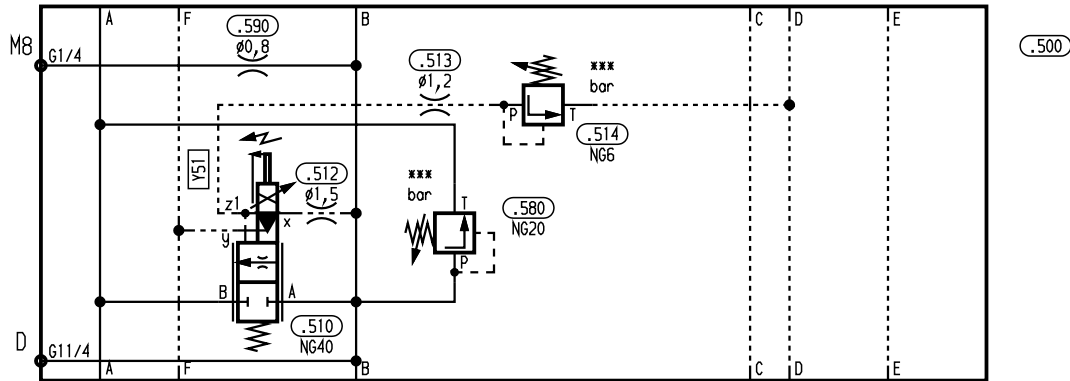 A F B C D E
M8 G1/4
.590
ø0,8
.500
.513
ø1,2
***
bar
P T
.514
NG6
Y51
.512
ø1,5
***
bar
z1 x
T
.580
NG20
y
P
B A
.510
NG40
D G11/4
A F B C D E